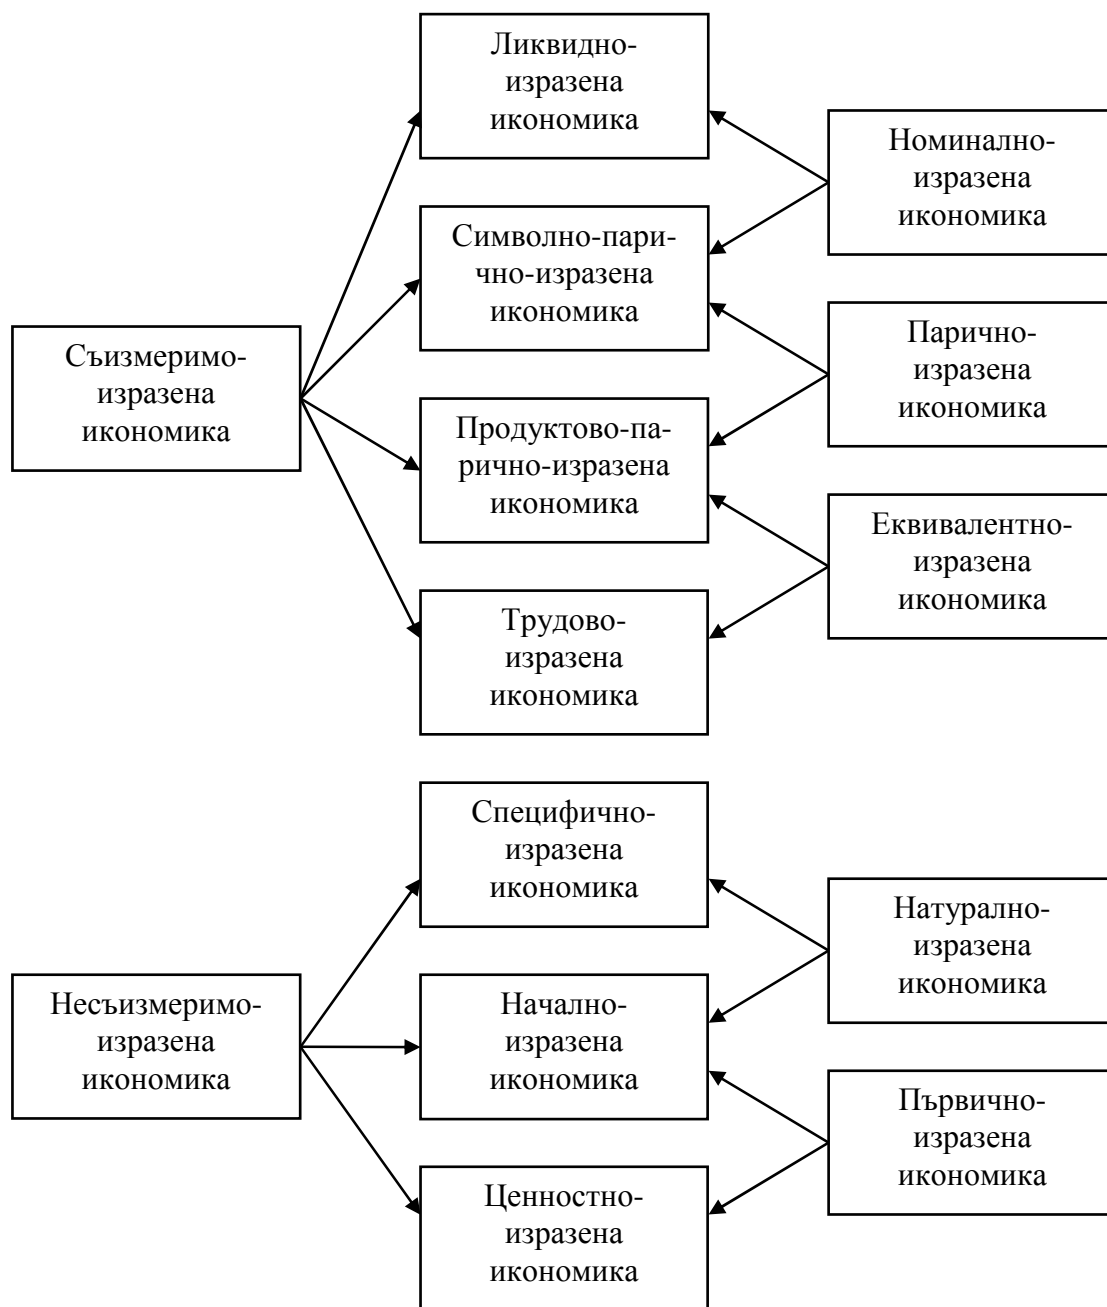 Ликвидно-
изразена
икономика
Номинално-
изразена
икономика
Символно-пари-
чно-изразена
икономика
Съизмеримо-
изразена
икономика
Парично-
изразена
икономика
Продуктово-па-
рично-изразена
икономика
Еквивалентно-
изразена
икономика
Трудово-
изразена
икономика
Специфично-
изразена
икономика
Натурално-
изразена
икономика
Несъизмеримо-
изразена
икономика
Начално-
изразена
икономика
Първично-
изразена
икономика
Ценностно-
изразена
икономика